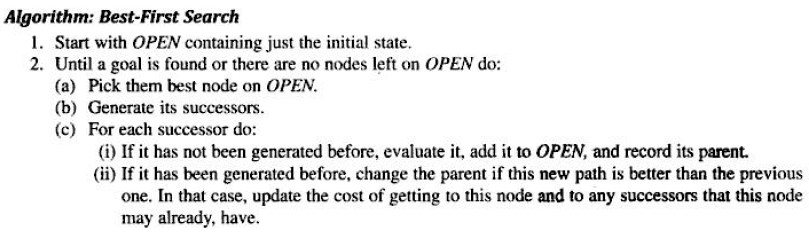 Algorithm: Best-First Search
1. Start with OPEN containing just the initial state.
2. Until a goal is found or there are no nodes left on OPEN do:
(a) Pick them best node on OPEN.
(b) Generate its successors.
(c) For each successor do:
(i) If it has not been generated before, evaluate it, add it to OPEN, and record its parent.
(ii) If it has been generated before, change the parent if this new path is better than the previous
one. In that case, update the cost of getting to this node and to any successors that this node
may already, have.